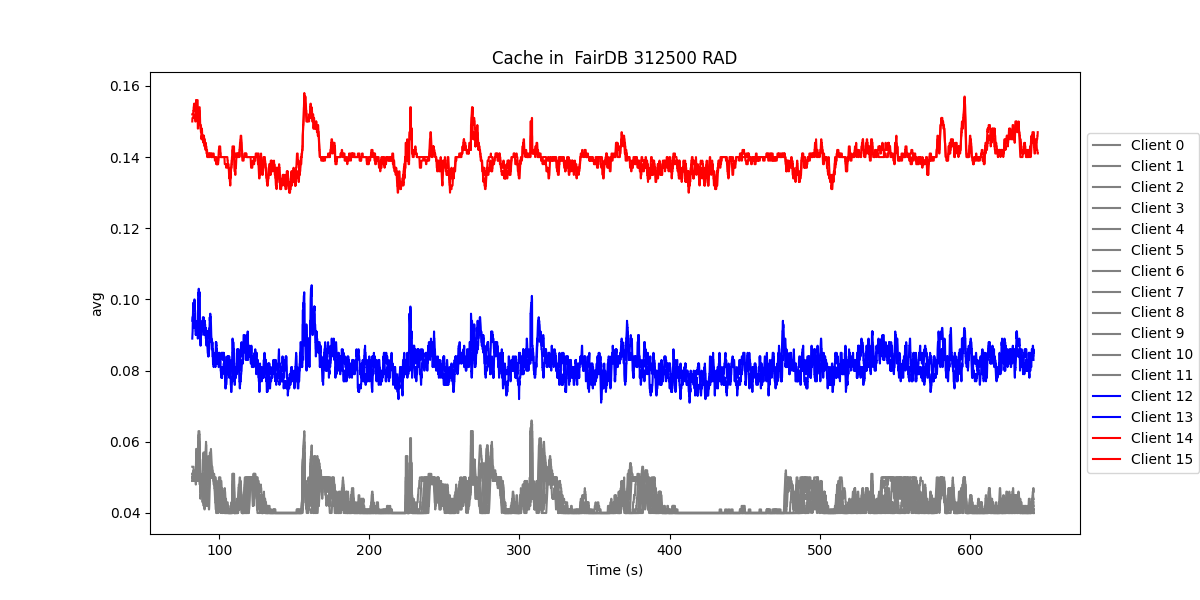 Cache in  FairDB 312500 RAD
0.16
0.14
0.12
0.10
0.08
0.06
0.04
avg
100
200
300
400
500
600
Time (s)
Client 0
Client 1
Client 2
Client 3
Client 4
Client 5
Client 6
Client 7
Client 8
Client 9
Client 10
Client 11
Client 12
Client 13
Client 14
Client 15